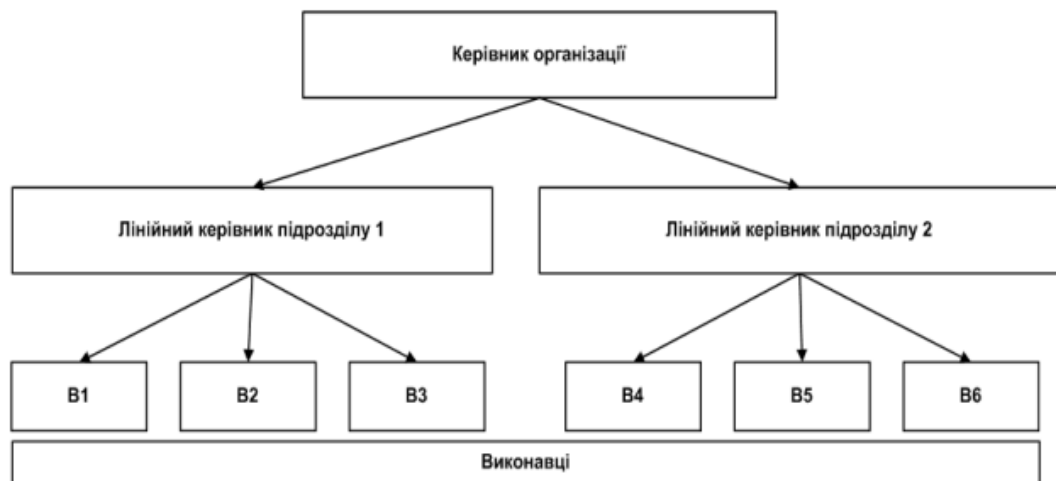 Керівник організації
Лінійний керівник підрозділу 1
Лінійний керівник підрозділу 2
В1
В2
В3
В4
В5
В6
Виконавці